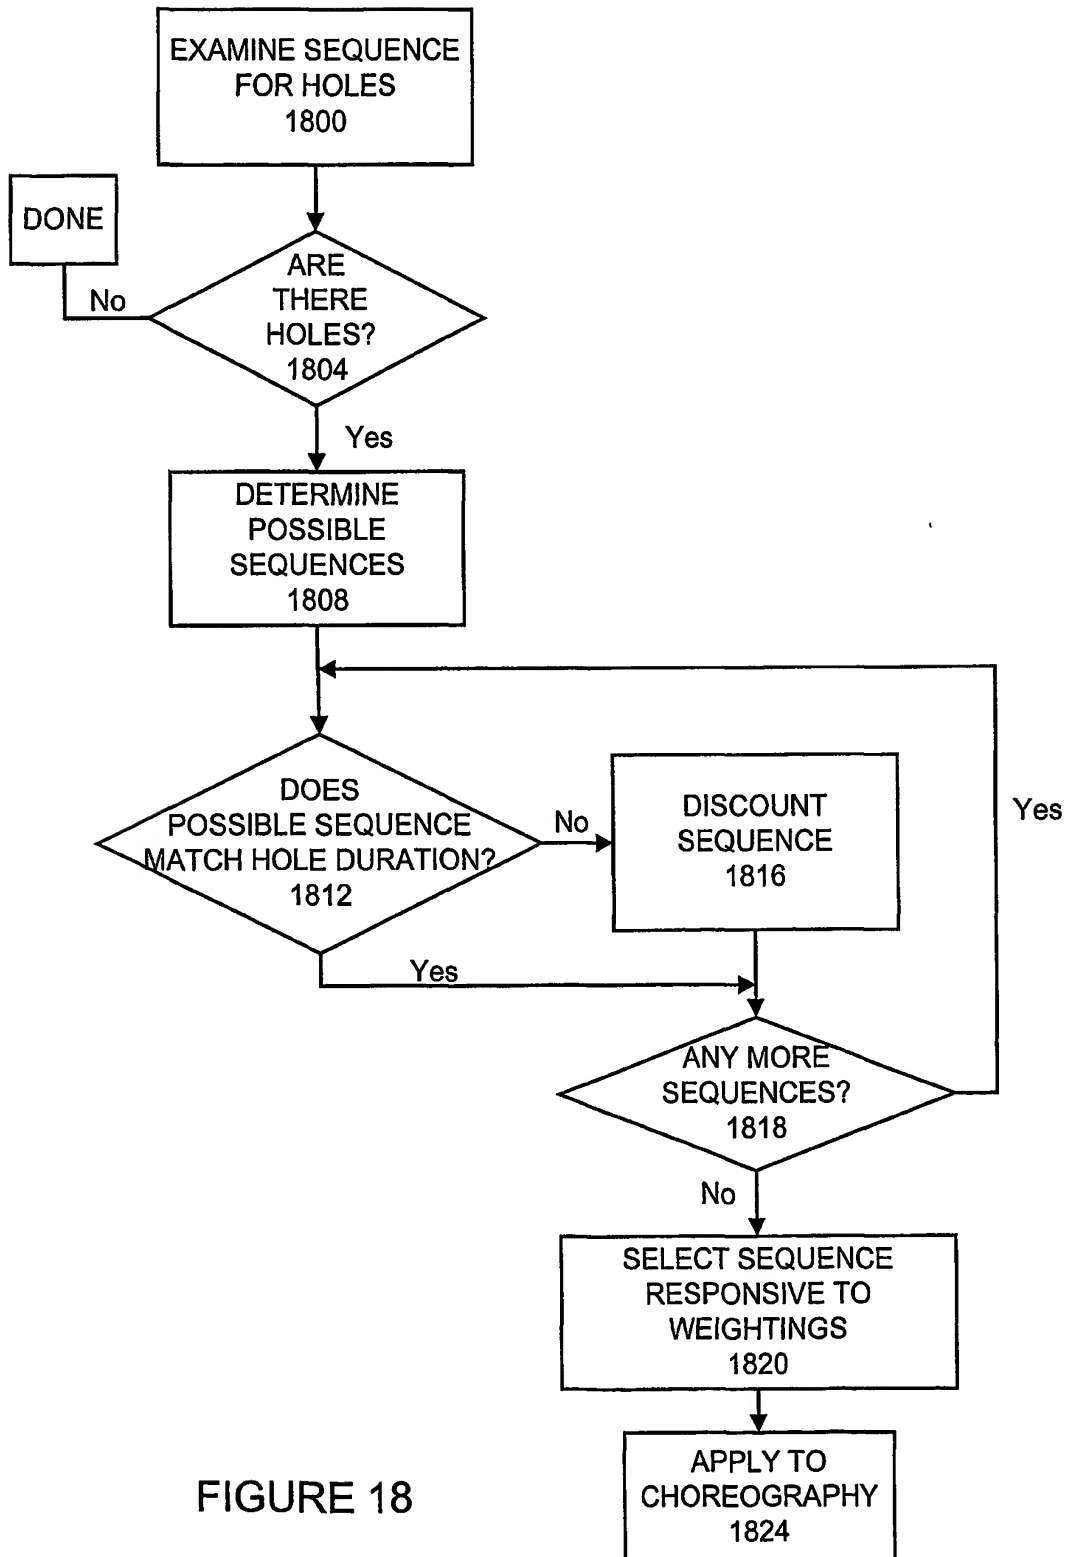 EXAMINE SEQUENCE
FOR HOLES
1800
DONE
No
ARE
THERE
HOLES?
1804
Yes
DETERMINE
POSSIBLE
SEQUENCES
1808
DOES
POSSIBLE SEQUENCE
MATCH HOLE DURATION?
1812
No
DISCOUNT
SEQUENCE
1816
Yes
Yes
ANY MORE
SEQUENCES?
1818
No
SELECT SEQUENCE
RESPONSIVE TO
WEIGHTINGS
1820
APPLY TO
CHOREOGRAPHY
1824
FIGURE 18